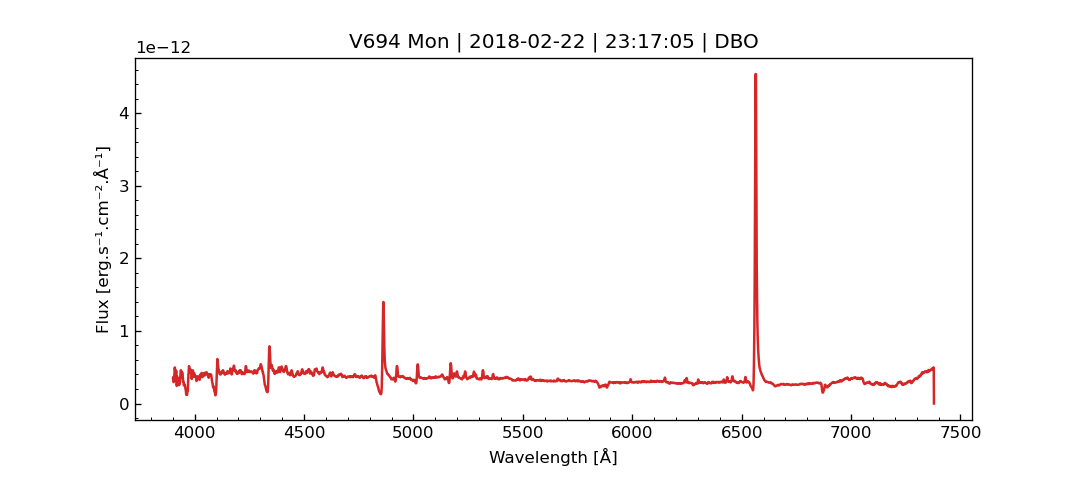 V694 Mon | 2018-02-22 | 23:17:05 | DBO
1e−12
4
3
2
1
0
Flux [erg.s⁻¹.cm⁻².Å⁻¹]
4000 4500 5000 5500 6000 6500 7000 7500
Wavelength [Å]